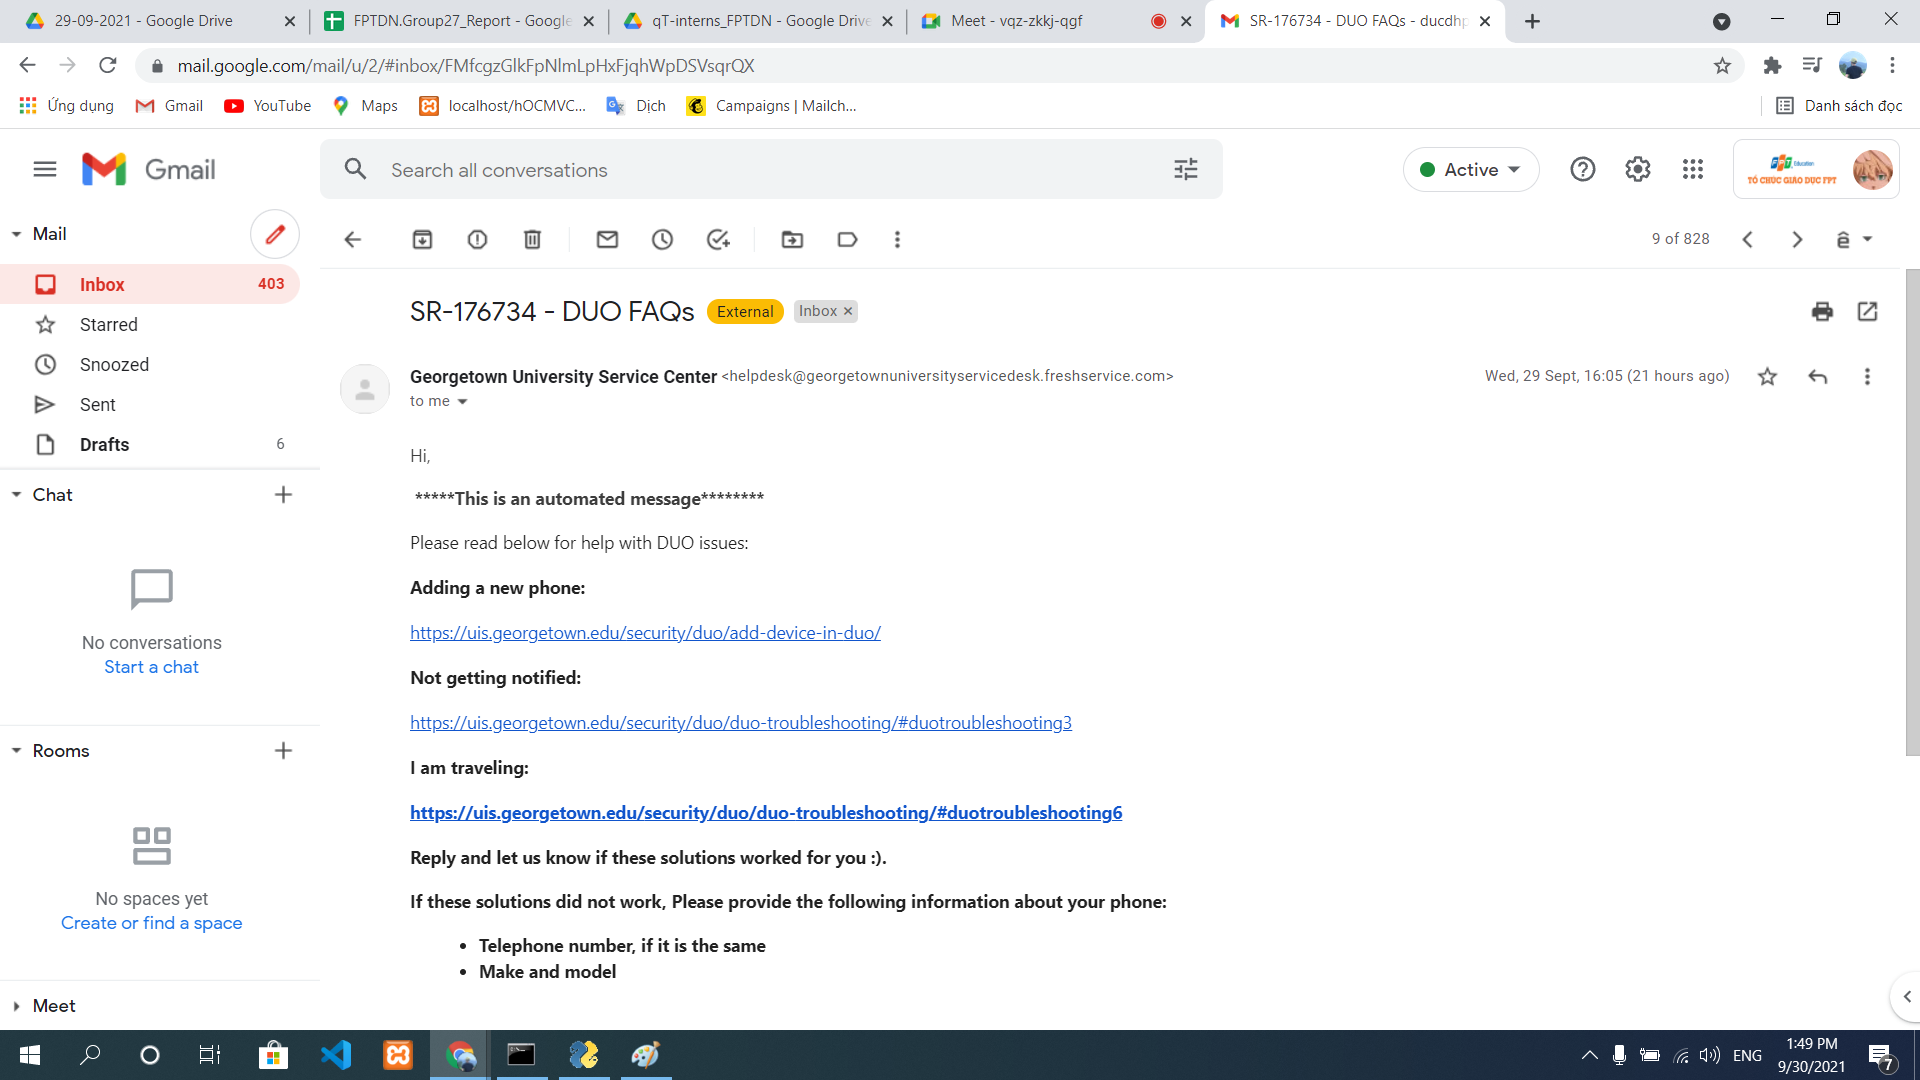 29-09-2021 - Google Drive
FPTDN.Group27_Report - Google
qT-interns_FPTDN - Google Drive
Meet - vqz-zkkj-qgf
SR-176734 - DUO FAQs - ducdhp
mail.google.com/mail/u/2/#inbox/FMfcgzGlkFpNlmLpHxFjqhWpDSVsqrQX
Ứng dụng
Gmail
YouTube
Maps
localhost/hOCMVC...
Dịch
Campaigns | Mailch...
Danh sách đọc
Gmail
Search all conversations
Active
FPT Education
TỔ CHỨC GIÁO DỤC FPT
Mail
9 of 828
Inbox 403
Starred
Snoozed
Sent
Drafts 6
Chat
No conversations
Start a chat
Rooms
No spaces yet
Create or find a space
Meet
SR-176734 - DUO FAQs External Inbox
Georgetown University Service Center <helpdesk@georgetownuniversityservicedesk.freshservice.com>
Wed, 29 Sept, 16:05 (21 hours ago)
to me
Hi,
*****This is an automated message********
Please read below for help with DUO issues:
Adding a new phone:
https://uis.georgetown.edu/security/duo/add-device-in-duo/
Not getting notified:
https://uis.georgetown.edu/security/duo/duo-troubleshooting/#duotroubleshooting3
I am traveling:
https://uis.georgetown.edu/security/duo/duo-troubleshooting/#duotroubleshooting6
Reply and let us know if these solutions worked for you :).
If these solutions did not work, Please provide the following information about your phone:
• Telephone number, if it is the same
• Make and model
ENG
1:49 PM
9/30/2021
7